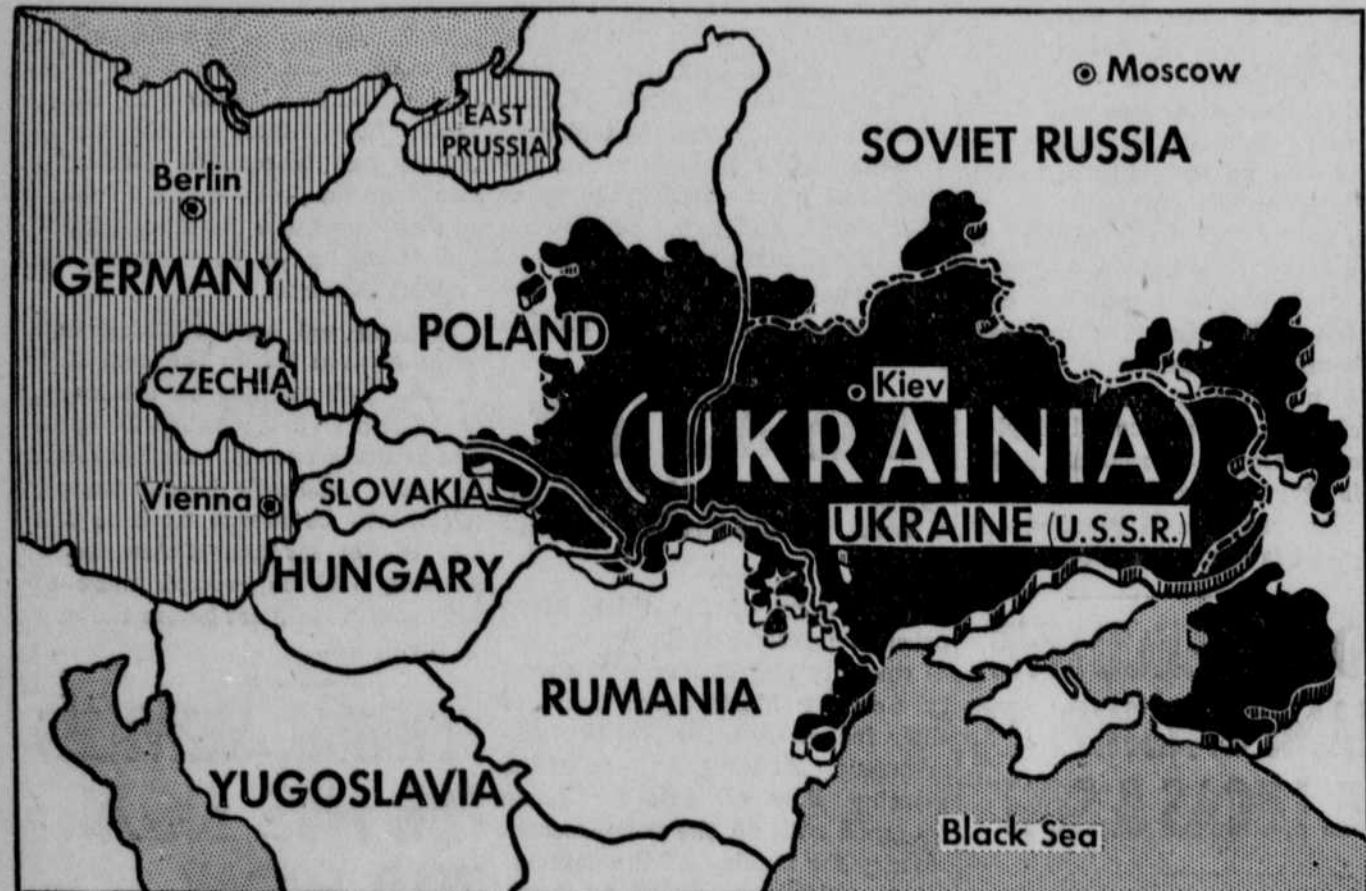 Moscow
SOVIET RUSSIA
EAST
PRUSSIA
Berlin
GERMANY
POLAND
CZECHIA
Kiev
(UKRAINIA)
UKRAINE (U.S.S.R.)
SLOVAKIA
Vienna
HUNGARY
RUMANIA
YUGOSLAVIA
Black Sea